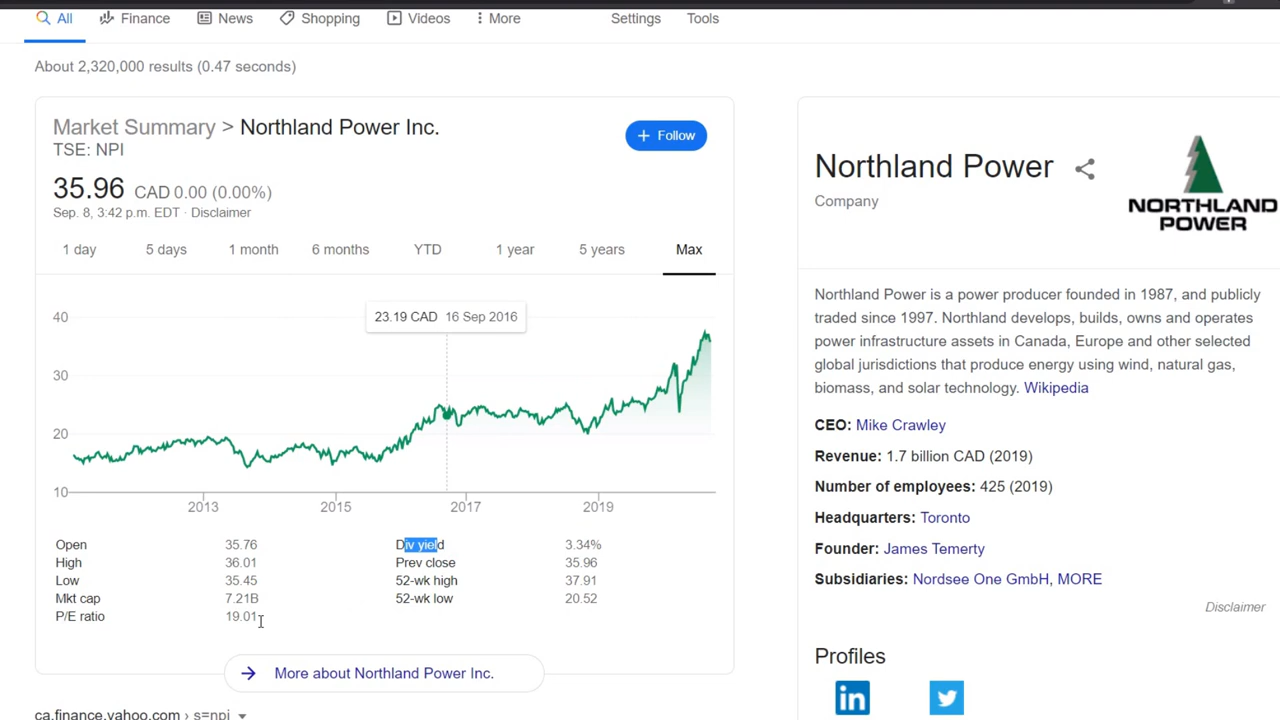 All Finance News Shopping Videos More Settings Tools
About 2,320,000 results (0.47 seconds)
Market Summary > Northland Power Inc.
TSE: NPI
+ Follow
35.96 CAD 0.00 (0.00%)
Sep. 8, 3:42 p.m. EDT · Disclaimer
1 day 5 days 1 month 6 months YTD 1 year 5 years Max
23.19 CAD 16 Sep 2016
40
30
20
10
2013 2015 2017 2019
Open 35.76 Div yield 3.34%
High 36.01 Prev close 35.96
Low 35.45 52-wk high 37.91
Mkt cap 7.21B 52-wk low 20.52
P/E ratio 19.01
More about Northland Power Inc.
ca.finance.yahoo.com › s=npi
Northland Power
Company
NORTHLAND
POWER
Northland Power is a power producer founded in 1987, and publicly
traded since 1997. Northland develops, builds, owns and operates
power infrastructure assets in Canada, Europe and other selected
global jurisdictions that produce energy using wind, natural gas,
biomass, and solar technology. Wikipedia
CEO: Mike Crawley
Revenue: 1.7 billion CAD (2019)
Number of employees: 425 (2019)
Headquarters: Toronto
Founder: James Temerty
Subsidiaries: Nordsee One GmbH, MORE
Disclaimer
Profiles
in